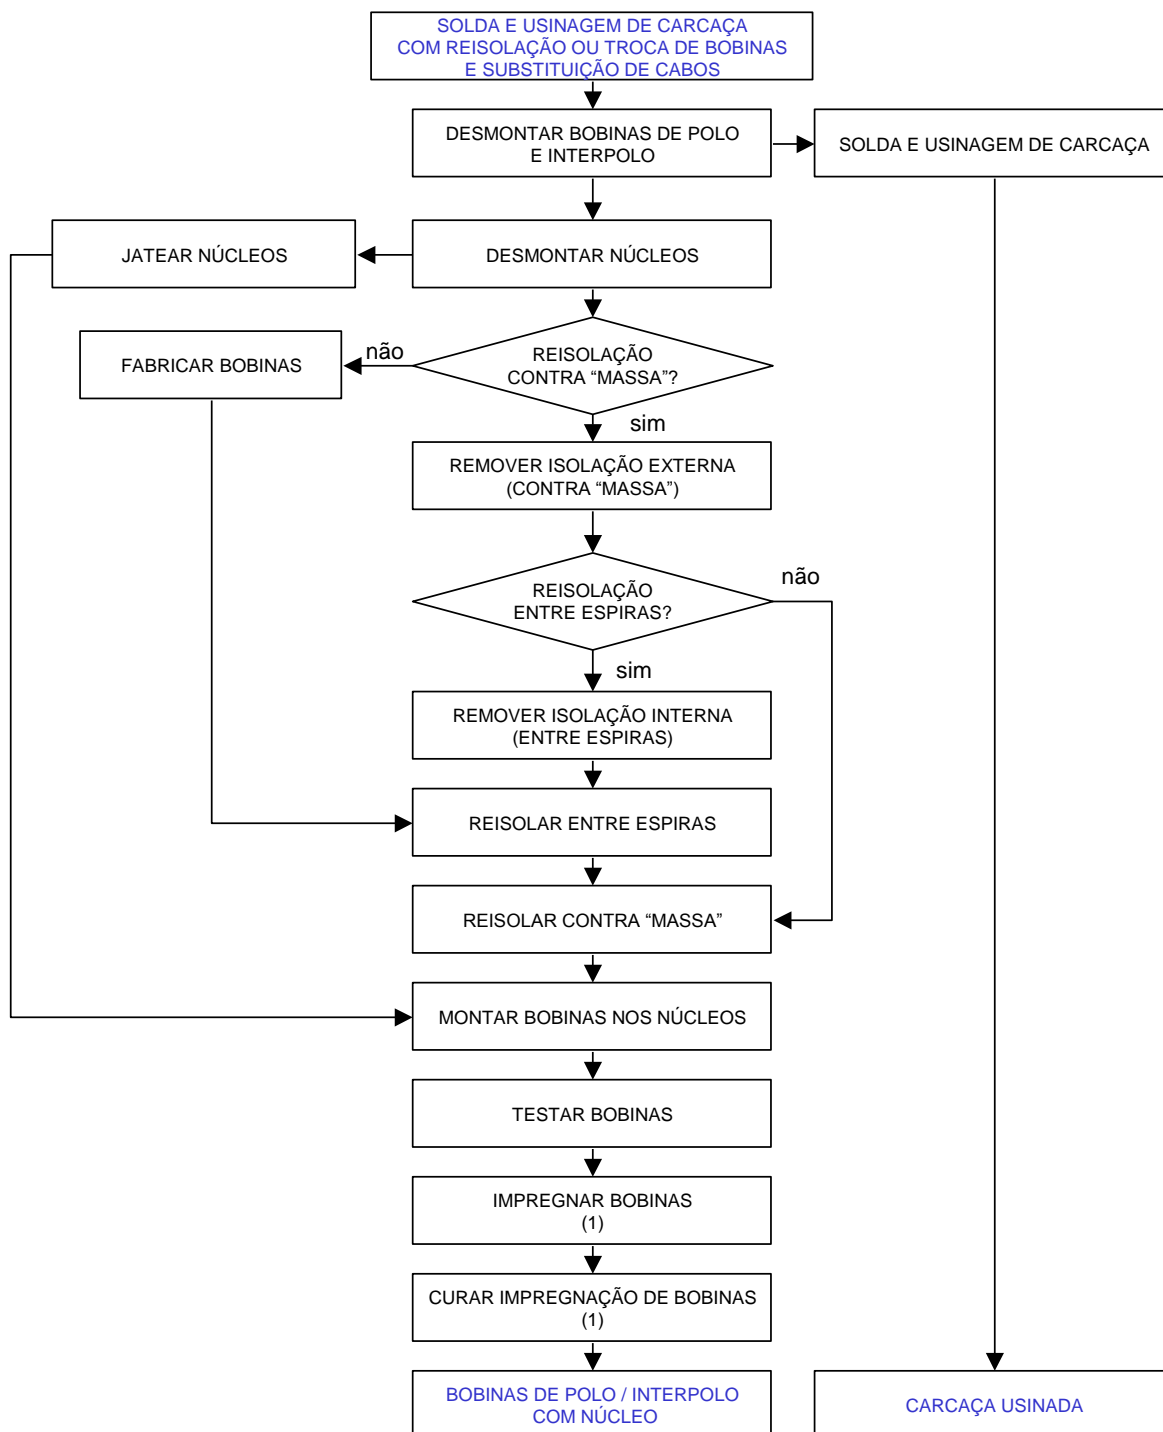 SOLDA E USINAGEM DE CARCAÇA
COM REISOLAÇÃO OU TROCA DE BOBINAS
E SUBSTITUIÇÃO DE CABOS
DESMONTAR BOBINAS DE POLO
E INTERPOLO
SOLDA E USINAGEM DE CARCAÇA
JATEAR NÚCLEOS
DESMONTAR NÚCLEOS
FABRICAR BOBINAS
não
REISOLAÇÃO
CONTRA “MASSA”?
sim
REMOVER ISOLAÇÃO EXTERNA
(CONTRA “MASSA”)
REISOLAÇÃO
ENTRE ESPIRAS?
não
sim
REMOVER ISOLAÇÃO INTERNA
(ENTRE ESPIRAS)
REISOLAR ENTRE ESPIRAS
REISOLAR CONTRA “MASSA”
MONTAR BOBINAS NOS NÚCLEOS
TESTAR BOBINAS
IMPREGNAR BOBINAS
(1)
CURAR IMPREGNAÇÃO DE BOBINAS
(1)
BOBINAS DE POLO / INTERPOLO
COM NÚCLEO
CARCAÇA USINADA